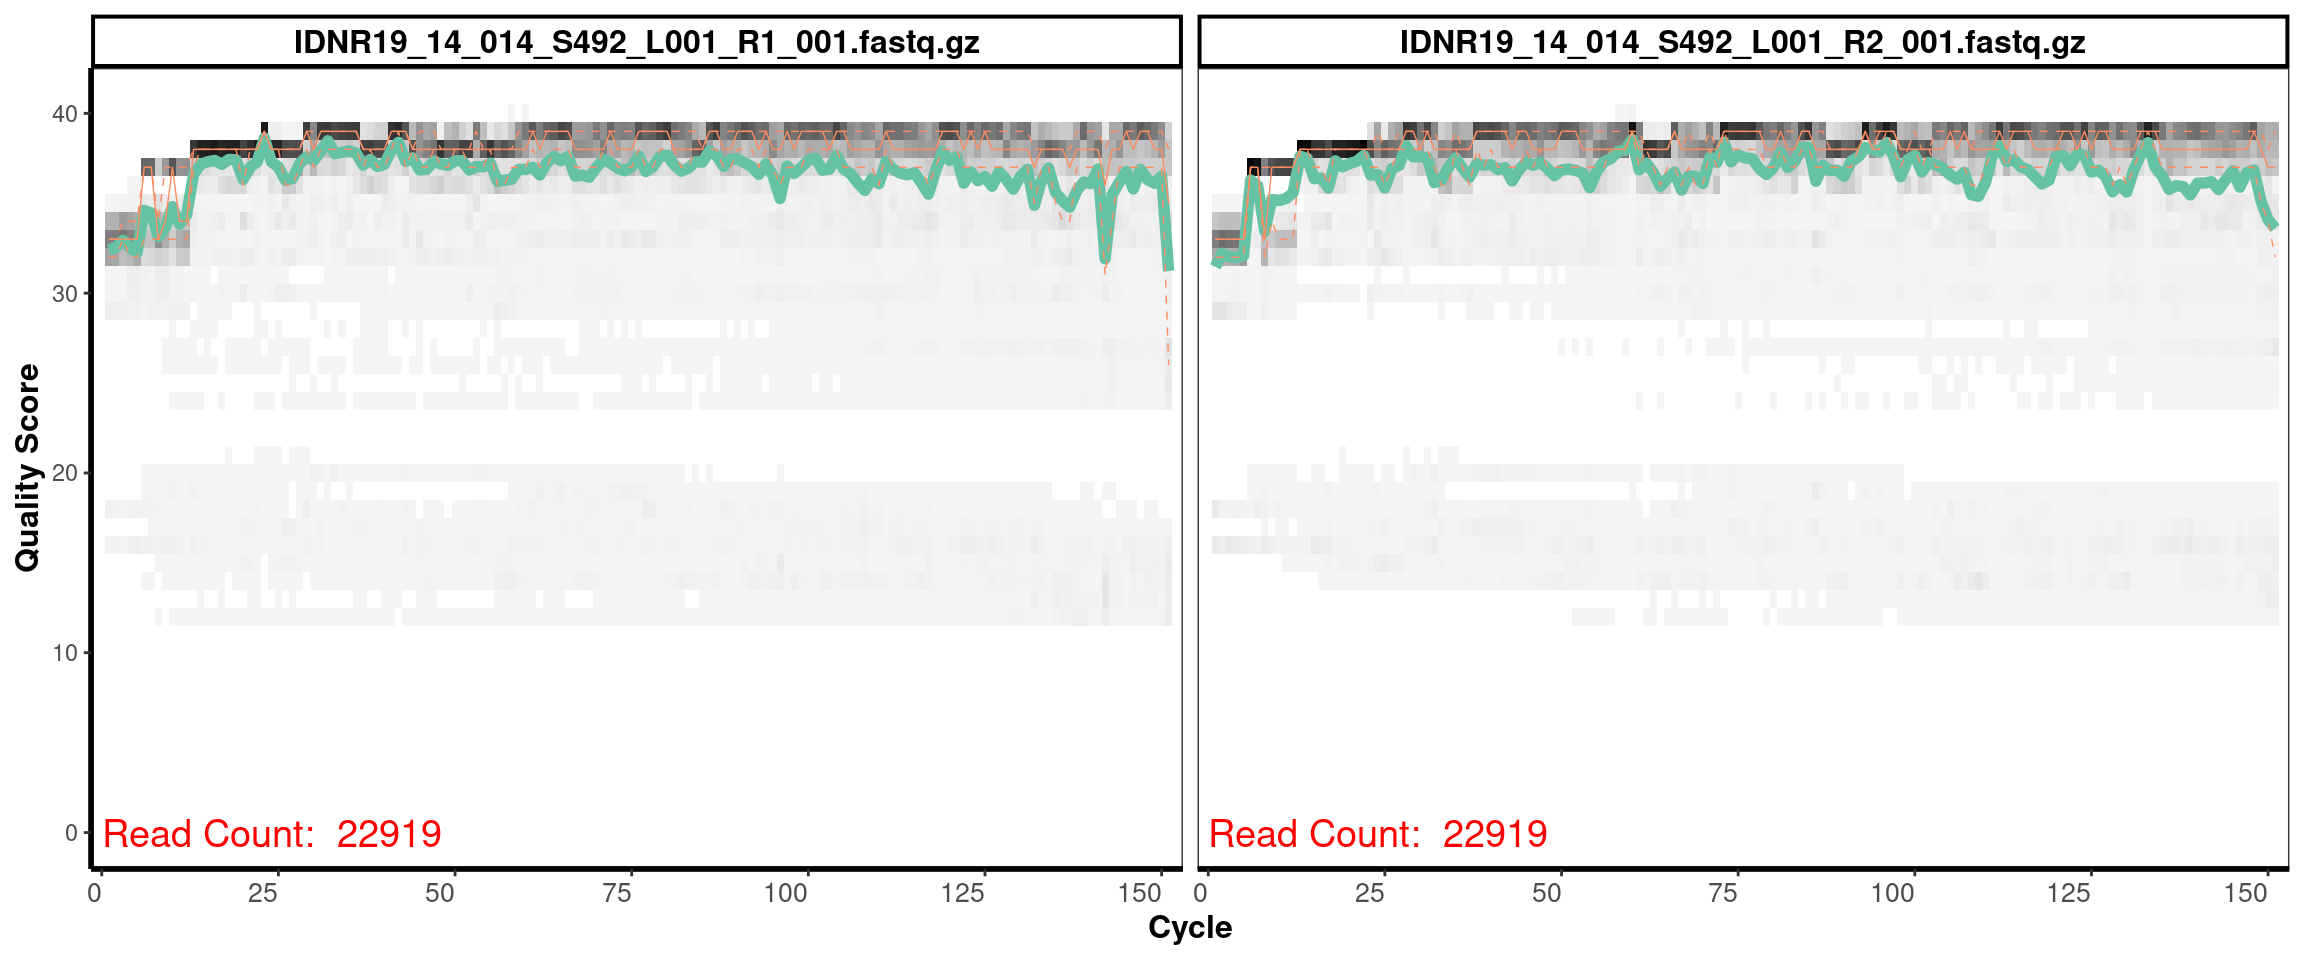 IDNR19_14_014_S492_L001_R1_001.fastq.gz
IDNR19_14_014_S492_L001_R2_001.fastq.gz
Quality Score
40
30
20
10
0
Read Count: 22919
Read Count: 22919
0 25 50 75 100 125 150
0 25 50 75 100 125 150
Cycle